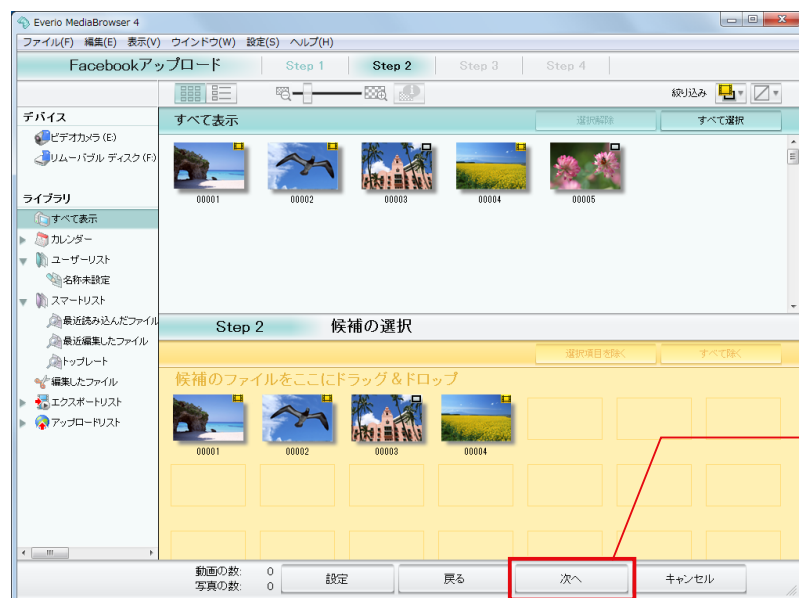 Everio MediaBrowser 4
ファイル(F) 編集(E) 表示(V) ウインドウ(W) 設定(S) ヘルプ(H)
Facebookアップロード Step 1 Step 2 Step 3 Step 4
絞り込み
デバイス
ビデオカメラ (E)
リムーバブル ディスク (F)
ライブラリ
すべて表示
カレンダー
ユーザーリスト
名称未設定
スマートリスト
最近読み込んだファイル
最近編集したファイル
トップレート
編集したファイル
エクスポートリスト
アップロードリスト
すべて表示 選択解除 すべて選択
00001 00002 00003 00004 00005
Step 2 候補の選択
選択項目を除く すべて除く
候補のファイルをここにドラッグ＆ドロップ
00001 00002 00003 00004
動画の数: 0
写真の数: 0
設定 戻る 次へ キャンセル